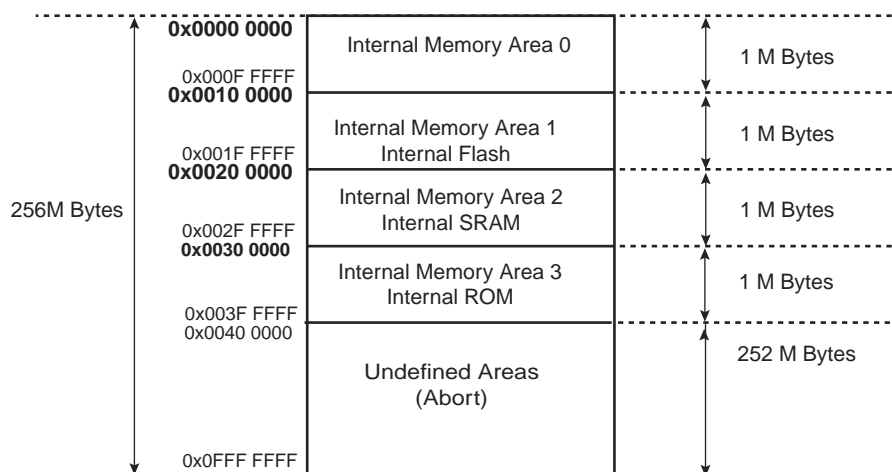 0x0000 0000
Internal Memory Area 0
1 M Bytes
0x000F FFFF
0x0010 0000
Internal Memory Area 1
Internal Flash
1 M Bytes
0x001F FFFF
0x0020 0000
256M Bytes
Internal Memory Area 2
Internal SRAM
1 M Bytes
0x002F FFFF
0x0030 0000
Internal Memory Area 3
Internal ROM
1 M Bytes
0x003F FFFF
0x0040 0000
252 M Bytes
Undefined Areas
(Abort)
0x0FFF FFFF